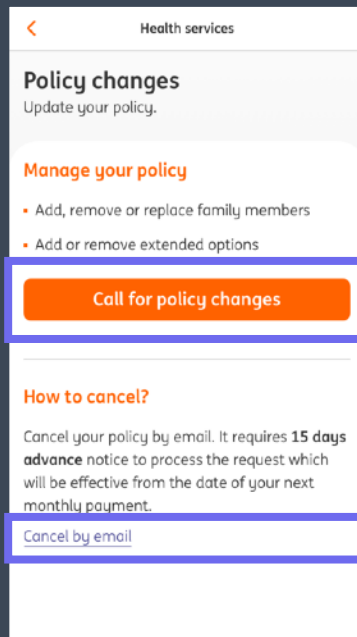 Health services
Policy changes
Update your policy.
Manage your policy
Add, remove or replace family members
Add or remove extended options
Call for policy changes
How to cancel?
Cancel your policy by email. It requires 15 days
advance notice to process the request which
will be effective from the date of your next
monthly payment.
Cancel by email